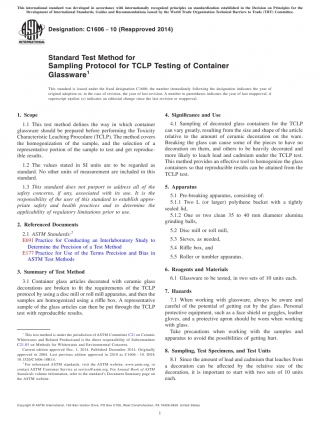 This international standard was developed in accordance with internationally recognized principles on standardization established in the Decision on Principles for the
Development of International Standards, Guides and Recommendations issued by the World Trade Organization Technical Barriers to Trade (TBT) Committee.
Designation: C1606 − 10 (Reapproved 2014)
Standard Test Method for
Sampling Protocol for TCLP Testing of Container
Glassware1
This standard is issued under the fixed designation C1606; the number immediately following the designation indicates the year of
original adoption or, in the case of revision, the year of last revision. A number in parentheses indicates the year of last reapproval. A
superscript epsilon (ε) indicates an editorial change since the last revision or reapproval.
1. Scope
1.1 This test method defines the way in which container
glassware should be prepared before performing the Toxicity
Characteristic Leaching Procedure (TCLP). The method covers
the homogenization of the sample, and the selection of a
representative portion of the sample to test and get reproduc-
ible results.
1.2 The values stated in SI units are to be regarded as
standard. No other units of measurement are included in this
standard.
1.3 This standard does not purport to address all of the
safety concerns, if any, associated with its use. It is the
responsibility of the user of this standard to establish appro-
priate safety and health practices and to determine the
applicability of regulatory limitations prior to use.
2. Referenced Documents
2.1 ASTM Standards:2
E691 Practice for Conducting an Interlaboratory Study to
Determine the Precision of a Test Method
E177 Practice for Use of the Terms Precision and Bias in
ASTM Test Methods
3. Summary of Test Method
3.1 Container glass articles decorated with ceramic glass
decorations are broken to fit the requirements of the TCLP
protocol by using a disc mill or roll mill apparatus, and then the
samples are homogenized using a riffle box. A representative
sample of the glass articles can then be put through the TCLP
test with reproducible results.
1 This test method is under the jurisdiction of ASTM Committee C21 on Ceramic
Whitewares and Related Products and is the direct responsibility of Subcommittee
C21.03 on Methods for Whitewares and Environmental Concerns.
Current edition approved Dec. 1, 2014. Published December 2014. Originally
approved in 2004. Last previous edition approved in 2010 as C1606 – 10.
2 For referenced ASTM standards, visit the ASTM website, www.astm.org, or
contact ASTM Customer Service at service@astm.org. For Annual Book of ASTM
Standards volume information, refer to the standard's Document Summary page on
the ASTM website.
4. Significance and Use
4.1 Sampling of decorated glass containers for the TCLP
can vary greatly, resulting from the size and shape of the article
relative to the amount of ceramic decoration on the ware.
Breaking the glass can cause some of the pieces to have no
decoration on them, and others to be heavily decorated and
more likely to leach lead and cadmium under the TCLP test.
This method provides an effective tool to homogenize the glass
containers so that reproducible results can be attained from the
TCLP test.
5. Apparatus
5.1 Pre-breaking apparatus, consisting of:
5.1.1 Two L (or larger) polythene bucket with a tightly
sealed lid,
5.1.2 One or two clean 35 to 40 mm diameter alumina
grinding balls,
5.2 Disc mill or roll mill,
5.3 Sieves, as needed,
5.4 Riffle box, and
5.5 Roller or tumbler apparatus.
6. Reagents and Materials
6.1 Glassware to be tested, in two sets of 10 units each.
7. Hazards
7.1 When working with glassware, always be aware and
careful of the potential of getting cut by the glass. Personal
protective equipment, such as a face shield or goggles, leather
gloves, and a protective apron should be worn when working
with glass.
Take precautions when working with the samples and
apparatus to avoid the possibilities of getting hurt.
8. Sampling, Test Specimens, and Test Units
8.1 Since the amount of lead and cadmium that leaches from
a decoration can be affected by the relative size of the
decoration, it is important to start with two sets of 10 units
each.
Copyright © ASTM International, 100 Barr Harbor Drive, PO Box C700, West Conshohocken, PA 19428-2959. United States
1